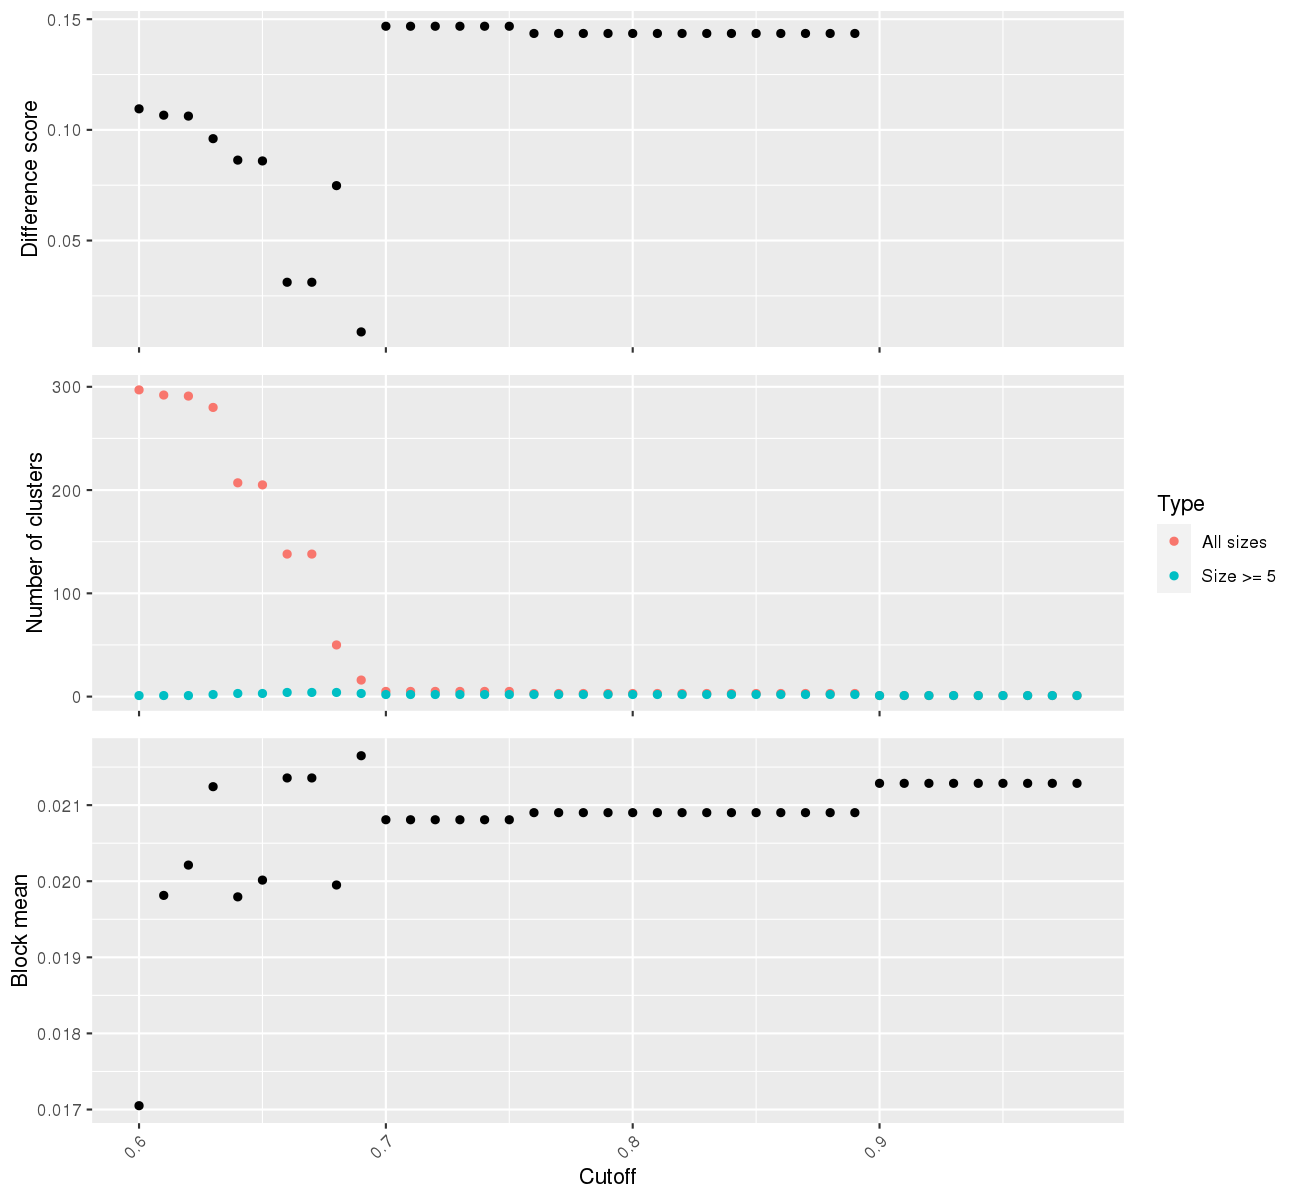 0.15
0.10
0.05
Difference score
300
200
100
0
Number of clusters
Type
All sizes
Size >= 5
0.021
0.020
0.019
0.018
0.017
Block mean
0.6
0.7
0.8
0.9
Cutoff